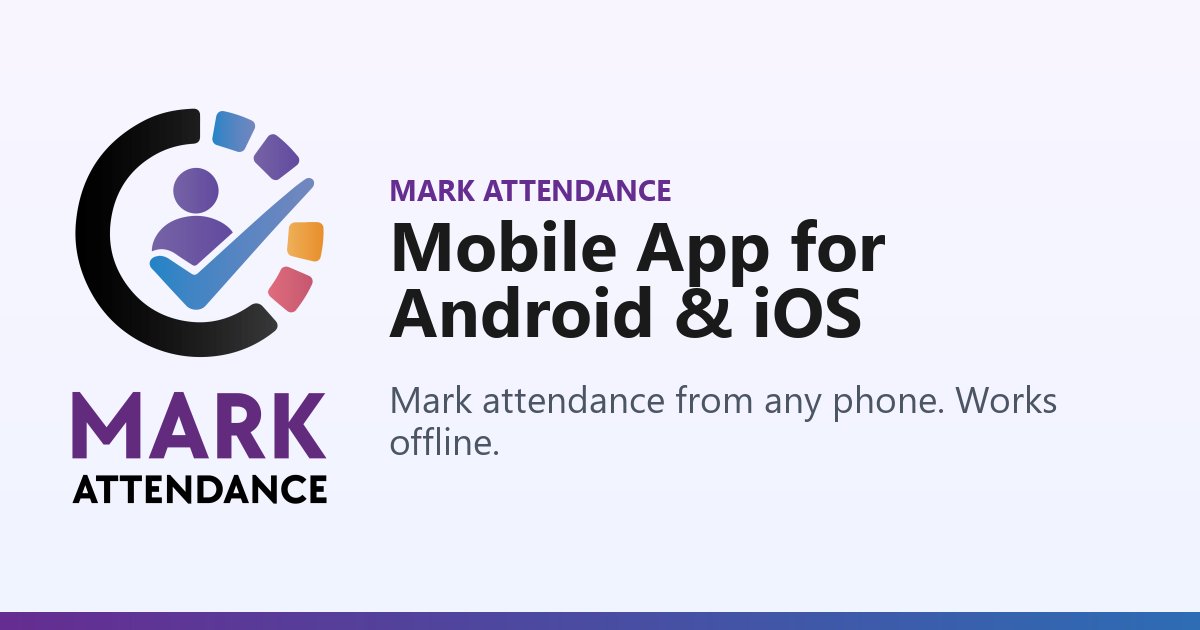 MARK
ATTENDANCE
MARK ATTENDANCE
Mobile App for
Android & iOS
Mark attendance from any phone. Works
offline.